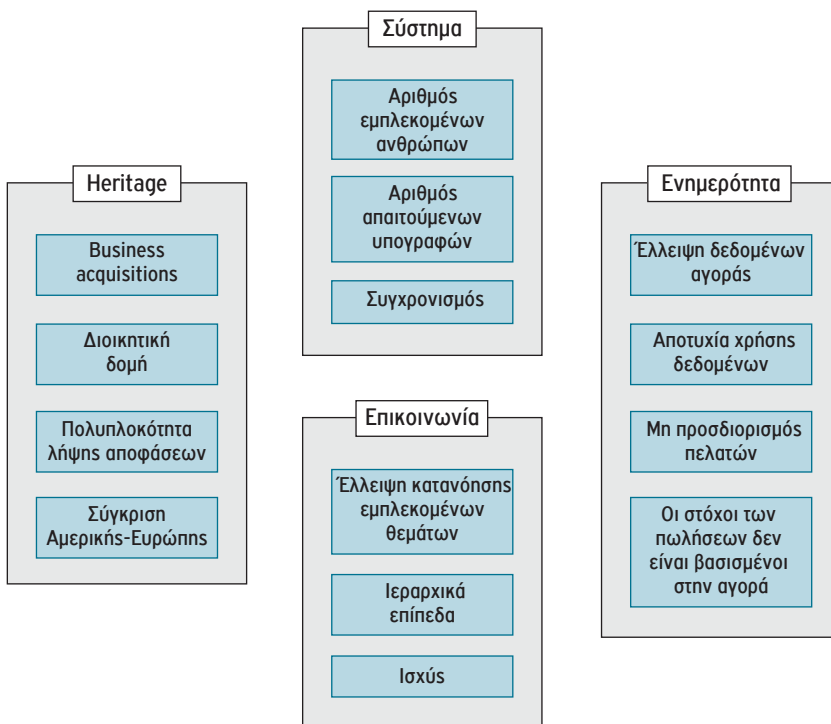 Σύστημα
Αριθμός
εμπλεκομένων
ανθρώπων
Αριθμός
απαιτούμενων
υπογραφών
Συγχρονισμός
Heritage
Business
acquisitions
Διοικητική
δομή
Πολυπλοκότητα
λήψης αποφάσεων
Σύγκριση
Αμερικής-Ευρώπης
Επικοινωνία
Έλλειψη κατανόησης
εμπλεκομένων
θεμάτων
Ιεραρχικά
επίπεδα
Ισχύς
Ενημερότητα
Έλλειψη δεδομένων
αγοράς
Αποτυχία χρήσης
δεδομένων
Μη προσδιορισμός
πελατών
Οι στόχοι των
πωλήσεων δεν
είναι βασισμένοι
στην αγορά